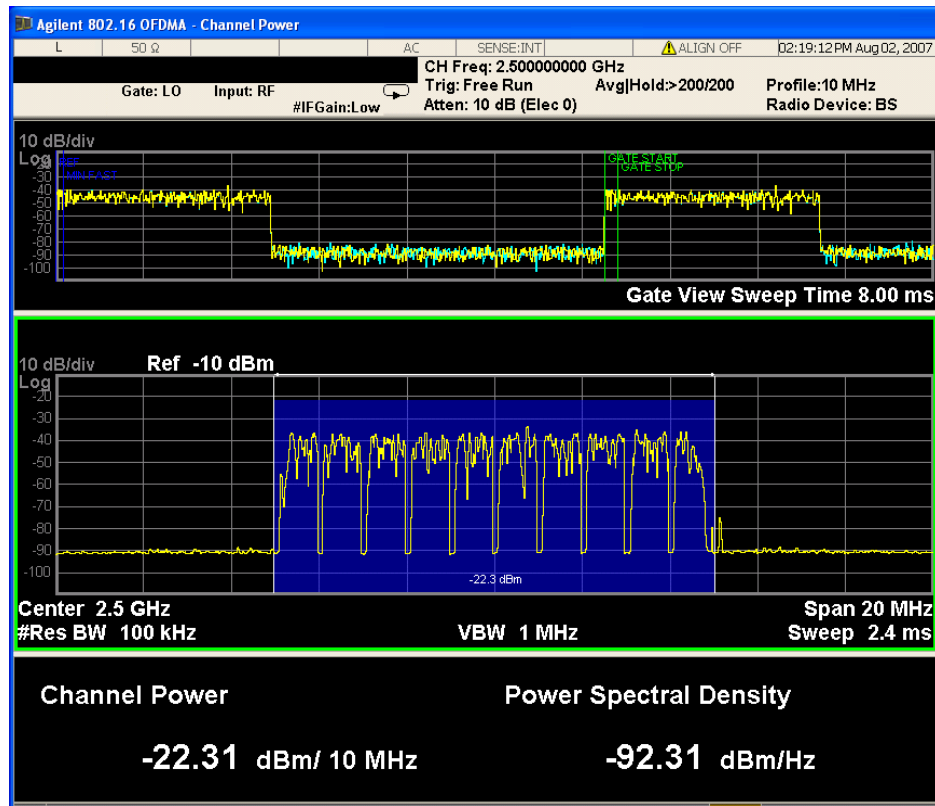 Agilent 802.16 OFDMA - Channel Power
L 50 Ω AC SENSE:INT ALIGN OFF 02:19:12 PM Aug 02, 2007
CH Freq: 2.500000000 GHz
Gate: LO Input: RF Trig: Free Run Avg|Hold:>200/200 Profile:10 MHz
#IFGain:Low Atten: 10 dB (Elec 0) Radio Device: BS
10 dB/div
Log
GATE START
GATE STOP
-30
-40
-50
-60
-70
-80
-90
-100
Gate View Sweep Time 8.00 ms
10 dB/div Ref -10 dBm
Log
-20
-30
-40
-50
-60
-70
-80
-90
-100
-22.3 dBm
Center 2.5 GHz Span 20 MHz
#Res BW 100 kHz VBW 1 MHz Sweep 2.4 ms
Channel Power Power Spectral Density
-22.31 dBm/ 10 MHz -92.31 dBm/Hz